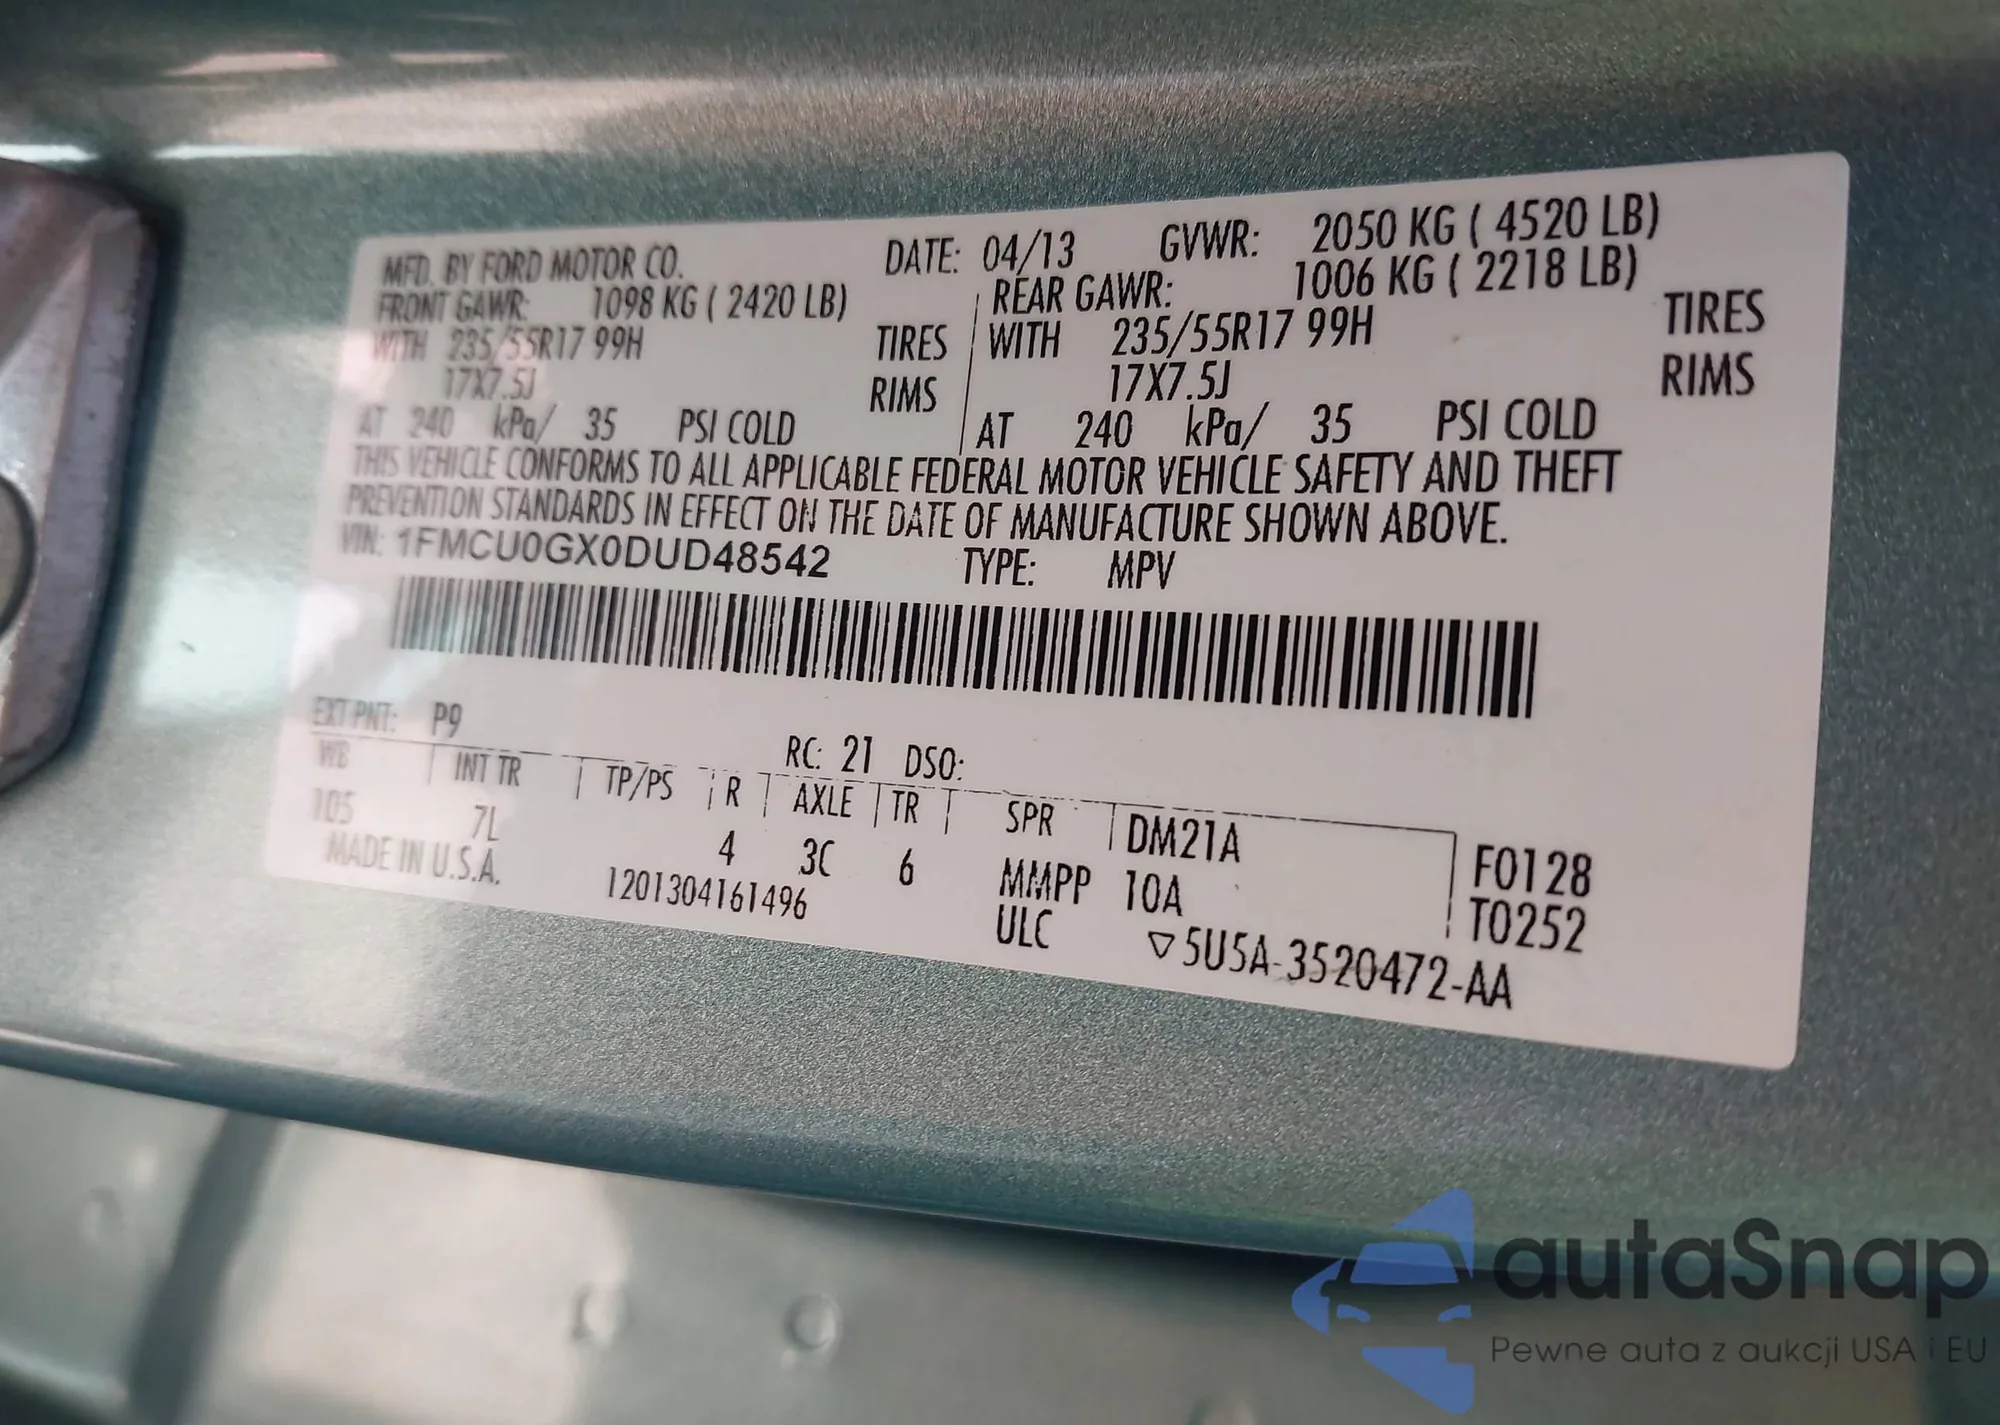 MFD. BY FORD MOTOR CO. DATE: 04/13 GVWR: 2050 KG ( 4520 LB)
FRONT GAWR: 1098 KG ( 2420 LB) REAR GAWR: 1006 KG ( 2218 LB)
WITH 235/55R17 99H TIRES WITH 235/55R17 99H TIRES
17X7.5J RIMS 17X7.5J RIMS
AT 240 kPa/ 35 PSI COLD AT 240 kPa/ 35 PSI COLD
THIS VEHICLE CONFORMS TO ALL APPLICABLE FEDERAL MOTOR VEHICLE SAFETY AND THEFT
PREVENTION STANDARDS IN EFFECT ON THE DATE OF MANUFACTURE SHOWN ABOVE.
VIN: 1FMCU0GX0DUD48542 TYPE: MPV
EXT PNT: P9 RC: 21 DSO:
WB INT TR TP/PS R AXLE TR SPR DM21A F0128
105 7L 4 3C 6 MMPP 10A T0252
MADE IN U.S.A. 1201304161496 ULC ▽5U5A-3520472-AA
autaSnap
Pewne auta z aukcji USA i EU